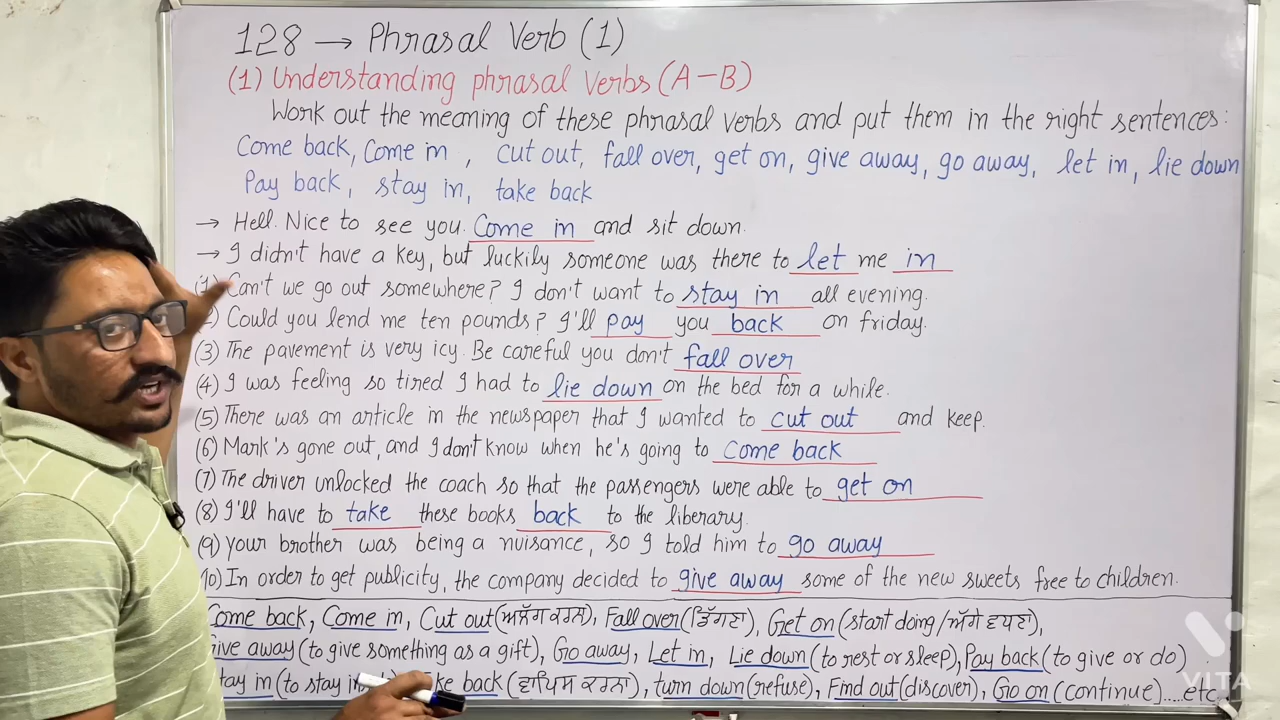 128 → Phrasal Verb (1)
(1) Understanding phrasal Verbs (A-B)
Work out the meaning of these phrasal verbs and put them in the right sentences:
Come back, Come in , cut out, fall over, get on, give away, go away, let in, lie down
Pay back, stay in, take back
→ Hell. Nice to see you. Come in and sit down.
→ I didn't have a key, but luckily someone was there to let me in
Can't we go out somewhere? I don't want to stay in all evening.
Could you lend me ten pounds? I'll pay you back on friday.
(3) The pavement is very icy. Be careful you don't fall over
(4) I was feeling so tired I had to lie down on the bed for a while.
(5) There was an article in the newspaper that I wanted to cut out and keep.
(6) Mark's gone out, and I don't know when he's going to Come back
(7) The driver unlocked the coach so that the passengers were able to get on
(8) I'll have to take these books back to the liberary.
(9) Your brother was being a nuisance, so I told him to go away
10) In order to get publicity, the company decided to give away some of the new sweets free to children.
Come back, Come in, Cut out (ਅਲੱਗ ਕਰਨਾ), Fall over (ਡਿੱਗਣਾ), Get on (start doing/ਅੱਗੇ ਵਧਣਾ),
Give away (to give something as a gift), Go away, Let in, Lie down (to rest or sleep), Pay back (to give or do)
stay in (to stay in, take back (ਵਾਪਿਸ ਕਰਨਾ), turn down (refuse), Find out (discover), Go on (continue)....etc.
VITA